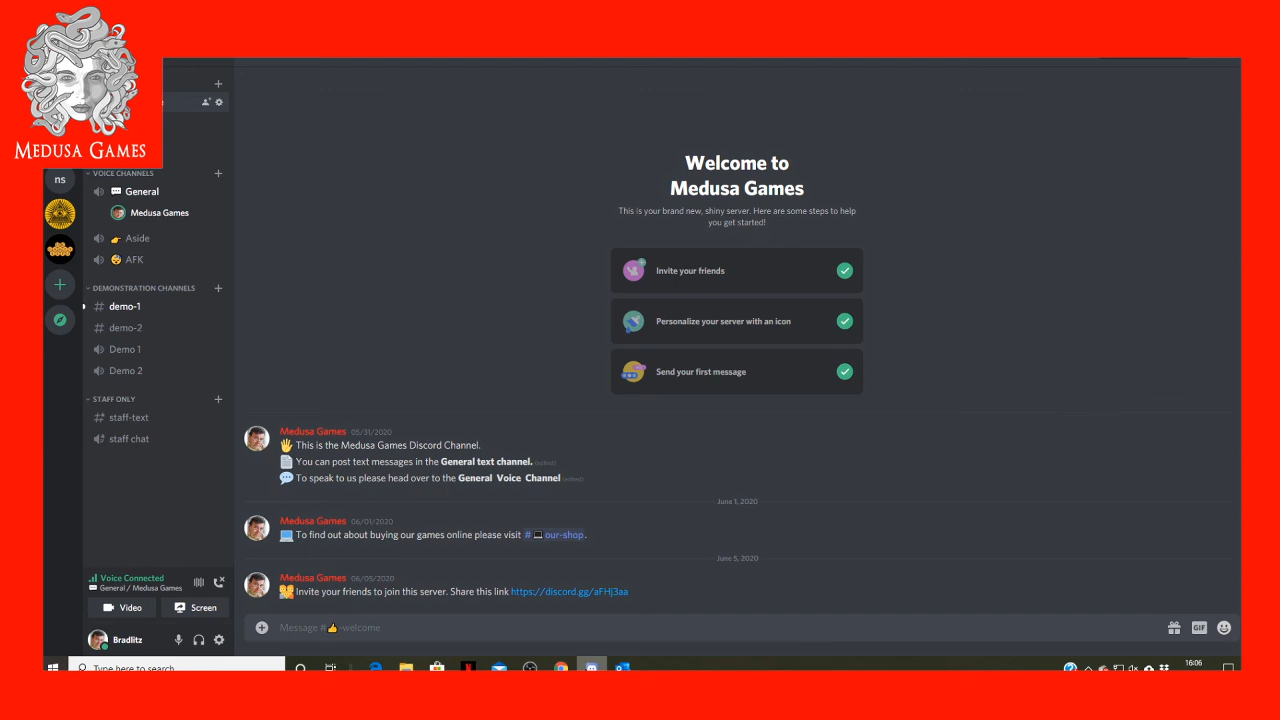 MEDUSA GAMES
ns
VOICE CHANNELS
General
Medusa Games
Aside
AFK
DEMONSTRATION CHANNELS
demo-1
demo-2
Demo 1
Demo 2
STAFF ONLY
staff-text
staff chat
Voice Connected
General / Medusa Games
Video
Screen
Bradlitz
Welcome to
Medusa Games
This is your brand new, shiny server. Here are some steps to help
you get started!
Invite your friends
Personalize your server with an icon
Send your first message
Medusa Games 05/31/2020
🖐 This is the Medusa Games Discord Channel.
You can post text messages in the General text channel. (edited)
To speak to us please head over to the General Voice Channel (edited)
June 1, 2020
Medusa Games 06/01/2020
To find out about buying our games online please visit # 💻 our-shop.
June 5, 2020
Medusa Games 06/05/2020
Invite your friends to join this server. Share this link https://discord.gg/aFHj3aa
Message #👍-welcome
GIF
Type here to search
16:06